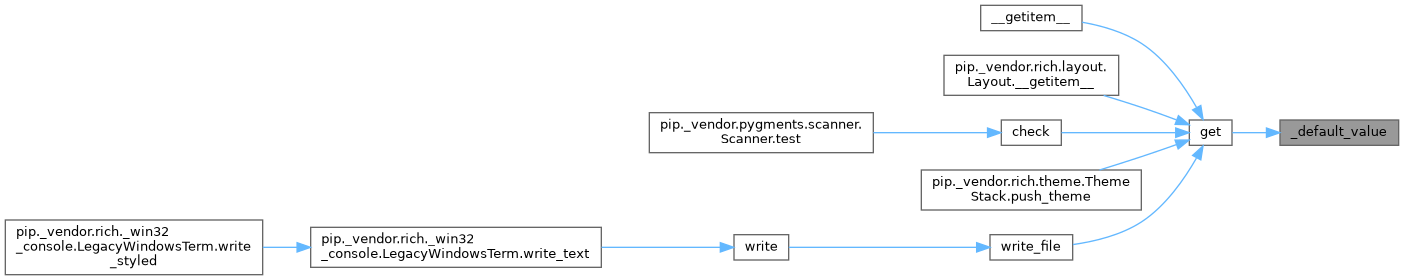 __getitem__
pip._vendor.rich.layout.
Layout.__getitem__
pip._vendor.pygments.scanner.
Scanner.test
check
get
_default_value
pip._vendor.rich.theme.Theme
Stack.push_theme
pip._vendor.rich._win32
_console.LegacyWindowsTerm.write
_styled
pip._vendor.rich._win32
_console.LegacyWindowsTerm.write_text
write
write_file